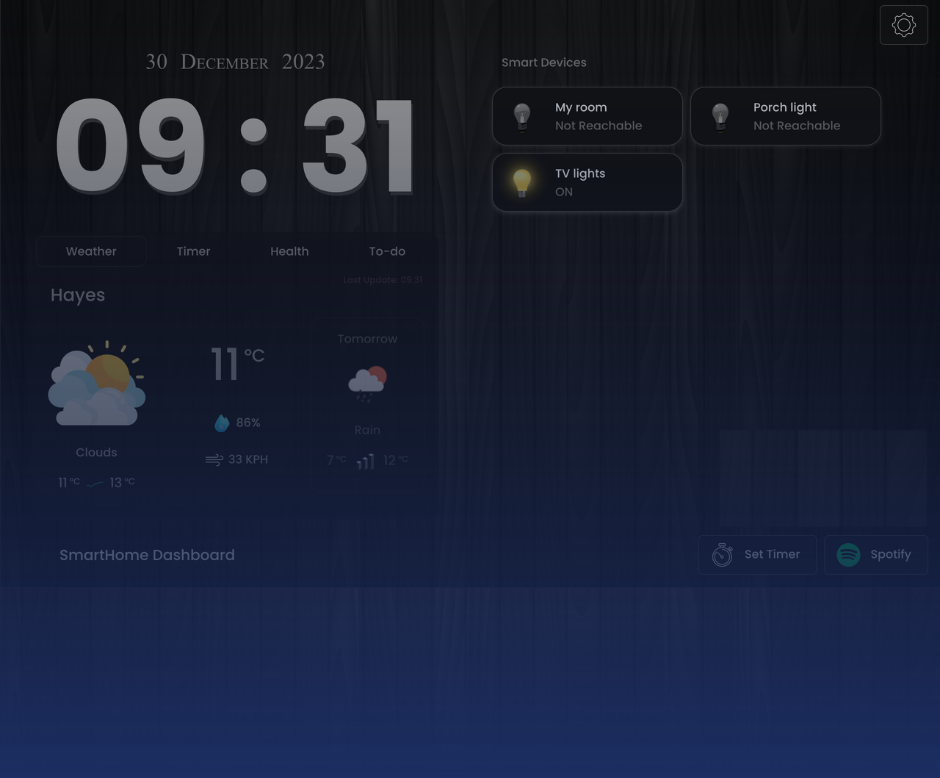 30 December 2023
09 : 31
Smart Devices
My room
Not Reachable
Porch light
Not Reachable
TV lights
ON
Weather Timer Health To-do
Last Update: 09:31
Hayes
11 °C
86%
33 KPH
Clouds
11 °C 13 °C
Tomorrow
Rain
7 °C 12 °C
SmartHome Dashboard
Set Timer
Spotify